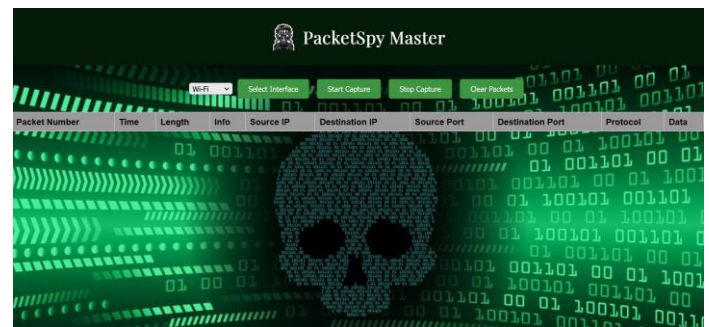 PacketSpy Master
Wi-Fi Select Interface Start Capture Stop Capture Clear Packets
Packet Number Time Length Info Source IP Destination IP Source Port Destination Port Protocol Data